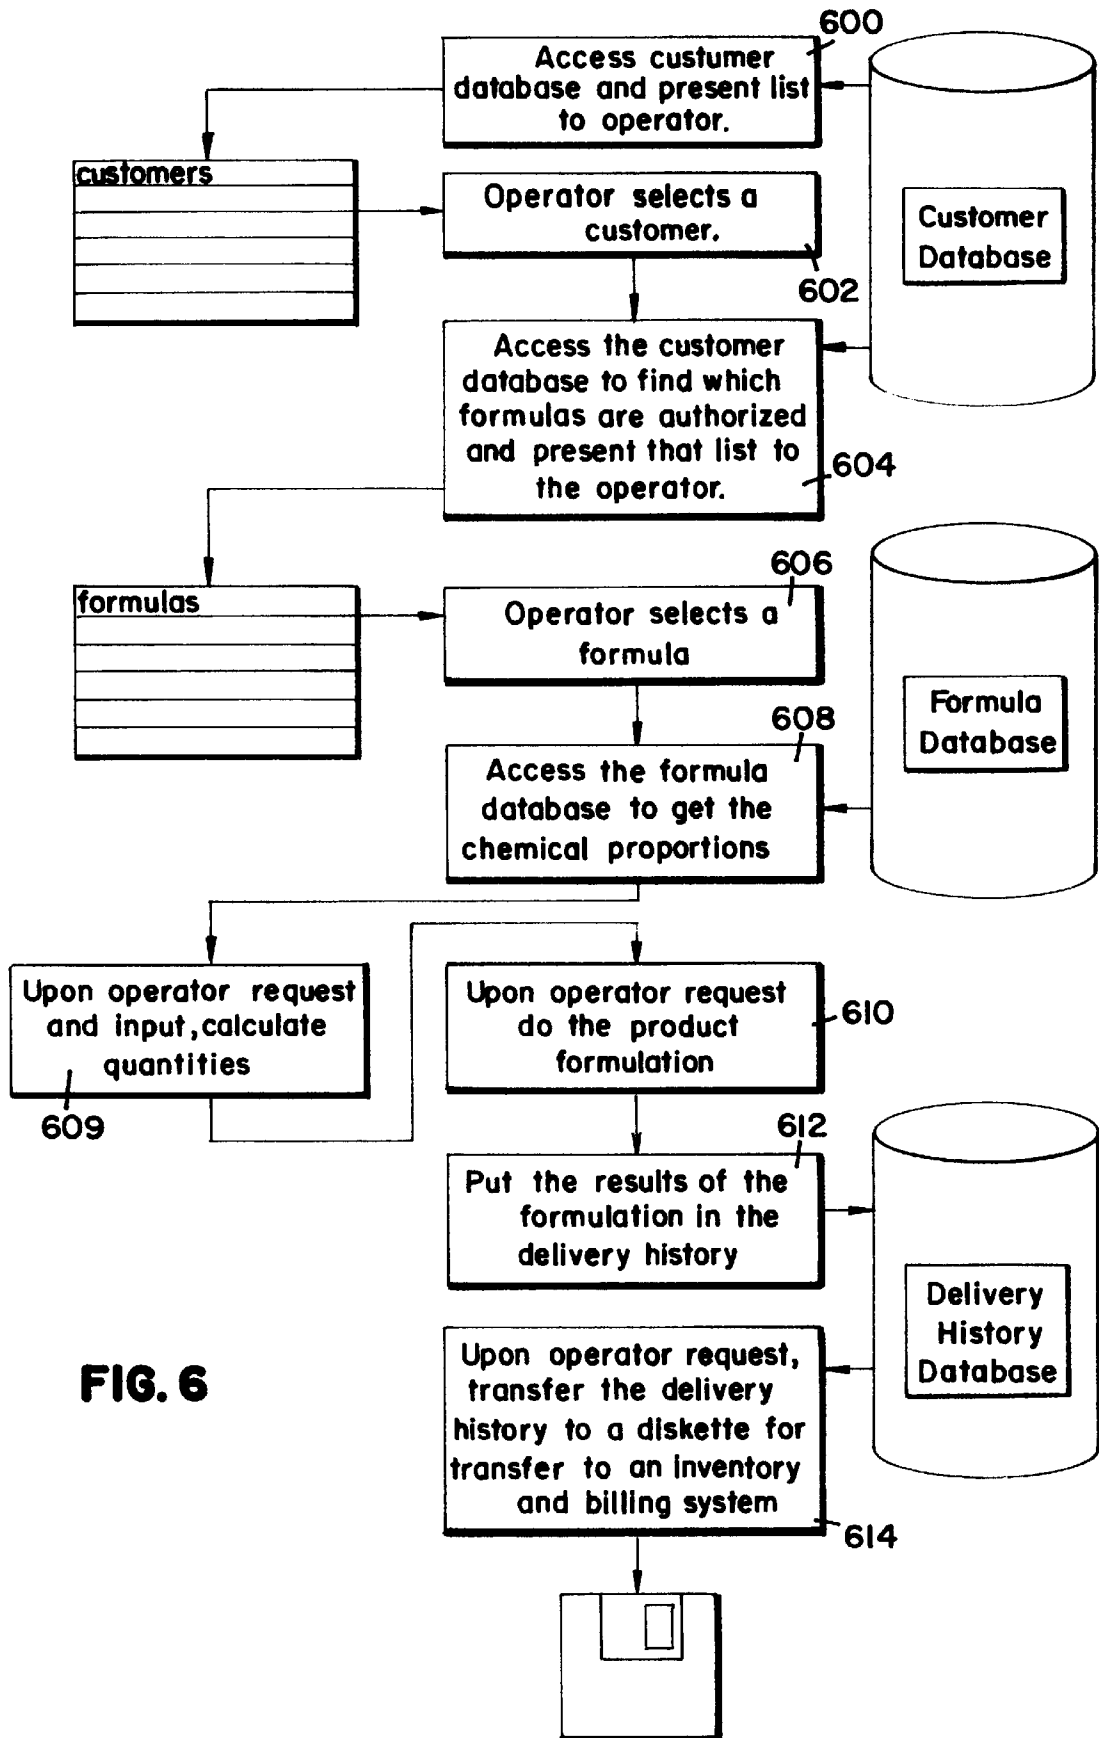 600
Access custumer
database and present list
to operator.
customers
Operator selects a
customer.
602
Customer
Database
Access the customer
database to find which
formulas are authorized
and present that list to
the operator.
604
606
formulas
Operator selects a
formula
608
Formula
Database
Access the formula
database to get the
chemical proportions
Upon operator request
and input, calculate
quantities
609
Upon operator request
do the product
formulation
610
612
Put the results of the
formulation in the
delivery history
Delivery
History
Database
Upon operator request,
transfer the delivery
history to a diskette for
transfer to an inventory
and billing system
614
FIG. 6